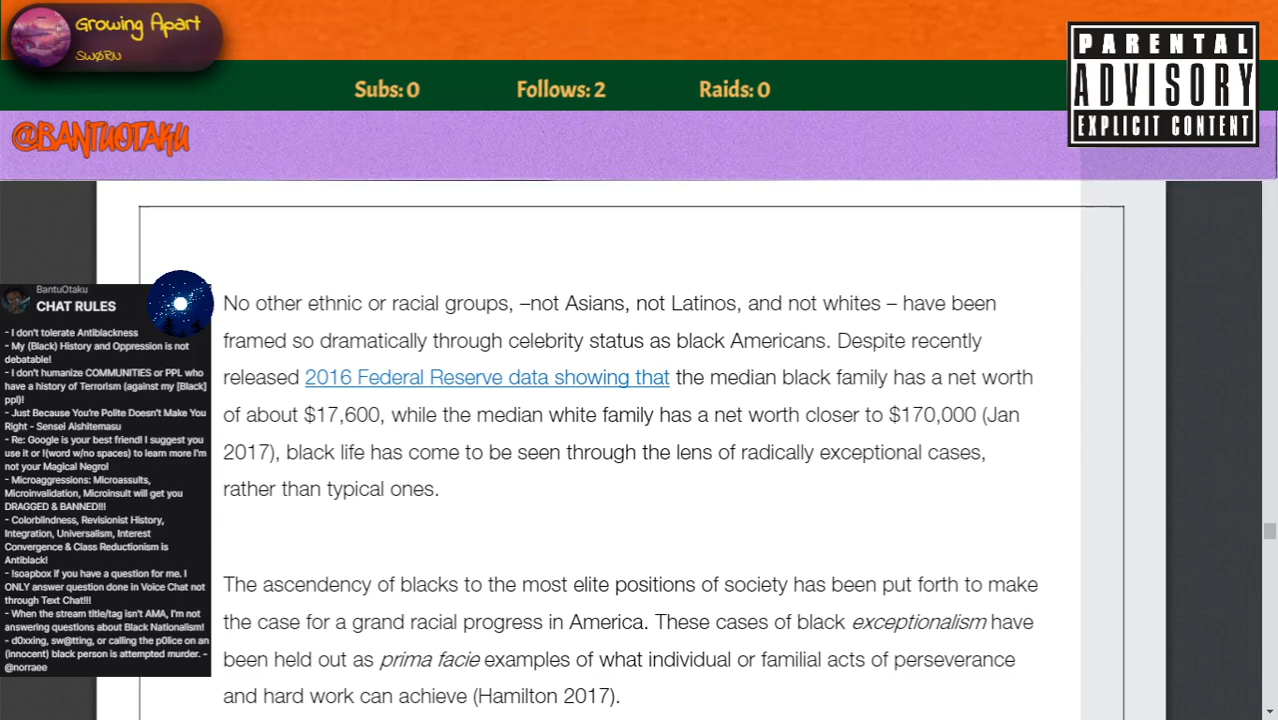 Growing Apart
SWØRN
Subs: 0
Follows: 2
Raids: 0
PARENTAL
ADVISORY
EXPLICIT CONTENT
@BANTUOTAKU
BantuOtaku
CHAT RULES
- I don't tolerate Antiblackness
- My (Black) History and Oppression is not
debatable!
- I don't humanize COMMUNITIES or PPL who
have a history of Terrorism (against my [Black]
ppl)!
- Just Because You're Polite Doesn't Make You
Right - Sensei Aishitemasu
- Re: Google is your best friend! I suggest you
use it or !(word w/no spaces) to learn more I'm
not your Magical Negro!
- Microaggressions: Microassults,
Microinvalidation, Microinsult will get you
DRAGGED & BANNED!!!
- Colorblindness, Revisionist History,
Integration, Universalism, Interest
Convergence & Class Reductionism is
Antiblack!
- !soapbox if you have a question for me. I
ONLY answer question done in Voice Chat not
through Text Chat!!!
- When the stream title/tag isn't AMA, I'm not
answering questions about Black Nationalism!
- d0xxing, sw@tting, or calling the p0lice on an
(innocent) black person is attempted murder. -
@norraee
No other ethnic or racial groups, –not Asians, not Latinos, and not whites – have been
framed so dramatically through celebrity status as black Americans. Despite recently
released 2016 Federal Reserve data showing that the median black family has a net worth
of about $17,600, while the median white family has a net worth closer to $170,000 (Jan
2017), black life has come to be seen through the lens of radically exceptional cases,
rather than typical ones.
The ascendency of blacks to the most elite positions of society has been put forth to make
the case for a grand racial progress in America. These cases of black exceptionalism have
been held out as prima facie examples of what individual or familial acts of perseverance
and hard work can achieve (Hamilton 2017).